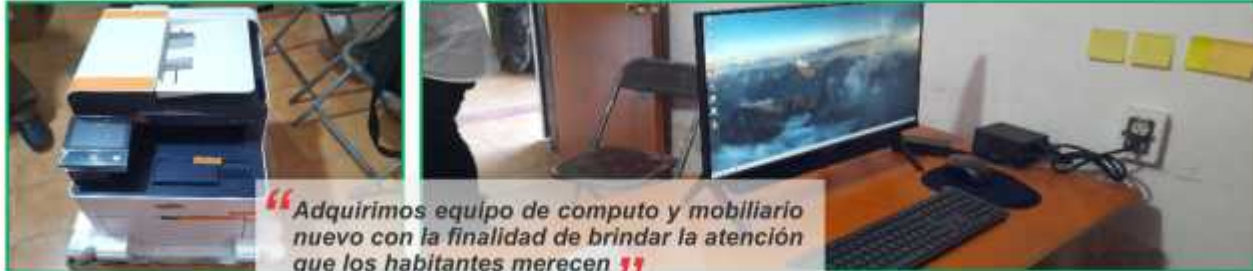 “Adquirimos equipo de computo y mobiliario
nuevo con la finalidad de brindar la atención
que los habitantes merecen”